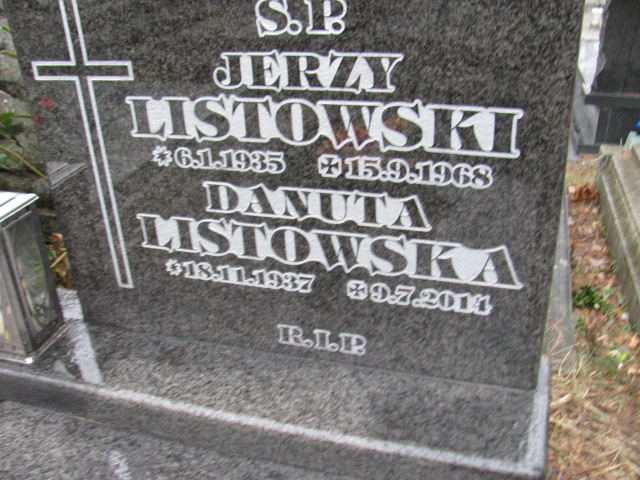 S.P.
JERZY
LISTOWSKI
*6.1.1935 ✠15.9.1968
DANUTA
LISTOWSKA
*18.11.1937 ✠9.7.2014
R.I.P.